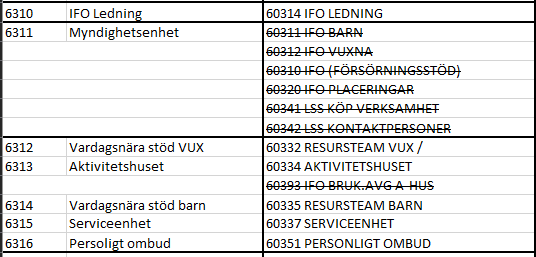 6310 IFO Ledning 60314 IFO LEDNING
6311 Myndighetsenhet 60311 IFO BARN
60312 IFO VUXNA
60310 IFO (FÖRSÖRNINGSSTÖD)
60320 IFO PLACERINGAR
60341 LSS KÖP VERKSAMHET
60342 LSS KONTAKTPERSONER
6312 Vardagsnära stöd VUX 60332 RESURSTEAM VUX /
6313 Aktivitetshuset 60334 AKTIVITETSHUSET
60393 IFO BRUK.AVG A-HUS
6314 Vardagsnära stöd barn 60335 RESURSTEAM BARN
6315 Serviceenhet 60337 SERVICEENHET
6316 Persoligt ombud 60351 PERSONLIGT OMBUD